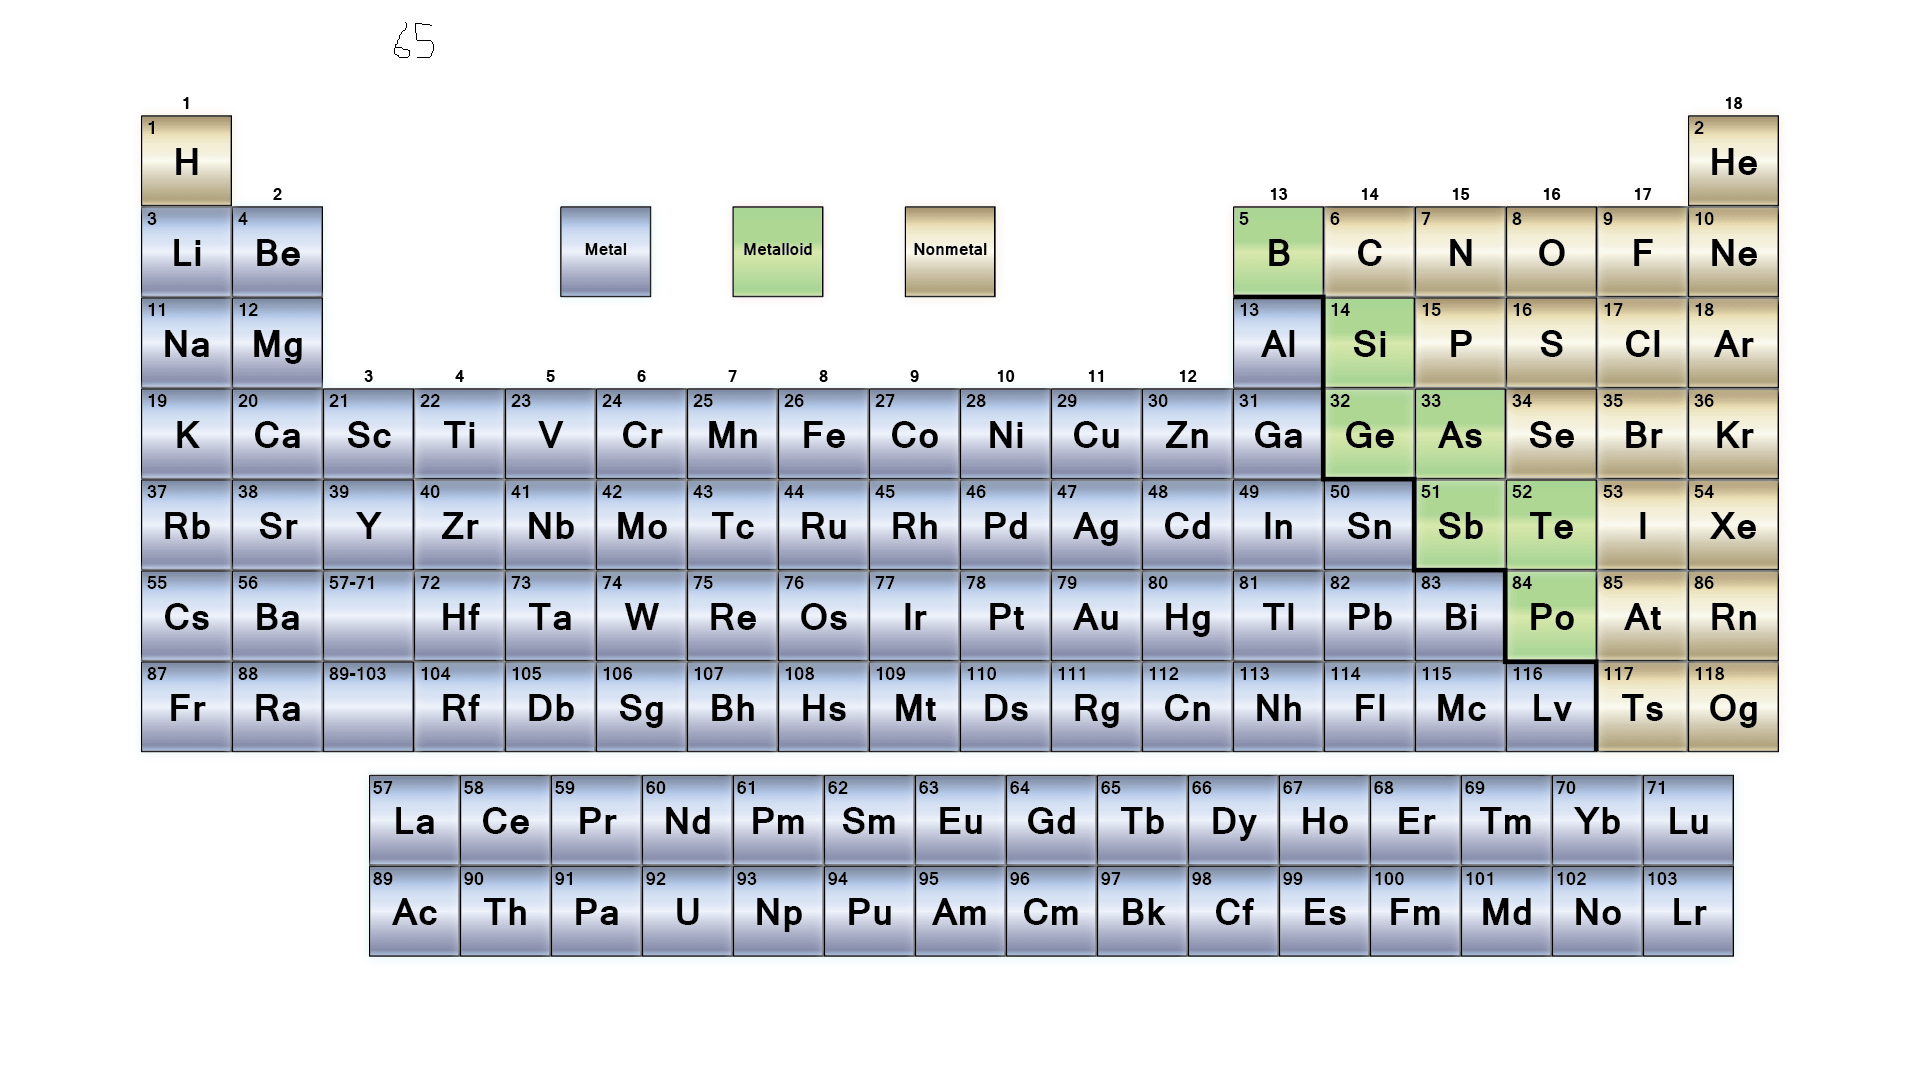 65
1 18
1 H 2 He
2 13 14 15 16 17
3 Li 4 Be Metal Metalloid Nonmetal 5 B 6 C 7 N 8 O 9 F 10 Ne
11 Na 12 Mg 13 Al 14 Si 15 P 16 S 17 Cl 18 Ar
3 4 5 6 7 8 9 10 11 12
19 K 20 Ca 21 Sc 22 Ti 23 V 24 Cr 25 Mn 26 Fe 27 Co 28 Ni 29 Cu 30 Zn 31 Ga 32 Ge 33 As 34 Se 35 Br 36 Kr
37 Rb 38 Sr 39 Y 40 Zr 41 Nb 42 Mo 43 Tc 44 Ru 45 Rh 46 Pd 47 Ag 48 Cd 49 In 50 Sn 51 Sb 52 Te 53 I 54 Xe
55 Cs 56 Ba 57-71 72 Hf 73 Ta 74 W 75 Re 76 Os 77 Ir 78 Pt 79 Au 80 Hg 81 Tl 82 Pb 83 Bi 84 Po 85 At 86 Rn
87 Fr 88 Ra 89-103 104 Rf 105 Db 106 Sg 107 Bh 108 Hs 109 Mt 110 Ds 111 Rg 112 Cn 113 Nh 114 Fl 115 Mc 116 Lv 117 Ts 118 Og
57 La 58 Ce 59 Pr 60 Nd 61 Pm 62 Sm 63 Eu 64 Gd 65 Tb 66 Dy 67 Ho 68 Er 69 Tm 70 Yb 71 Lu
89 Ac 90 Th 91 Pa 92 U 93 Np 94 Pu 95 Am 96 Cm 97 Bk 98 Cf 99 Es 100 Fm 101 Md 102 No 103 Lr